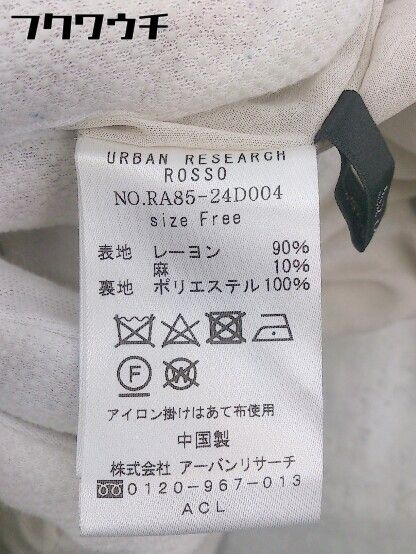 フクワウチ
URBAN RESEARCH
ROSSO
NO.RA85-24D004
size Free
表地 レーヨン 90%
麻 10%
裏地 ポリエステル 100%
F W
アイロン掛けはあて布使用
中国製
株式会社 アーバンリサーチ
0120-967-013
ACL